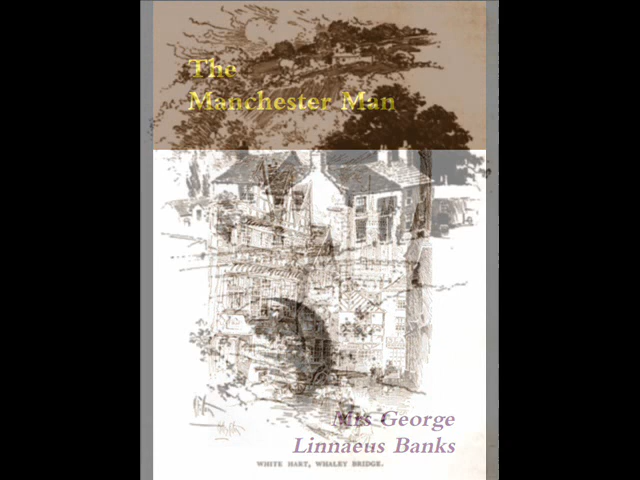 The
Manchester Man
Mrs George
Linnaeus Banks
WHITE HART, WHALEY BRIDGE.